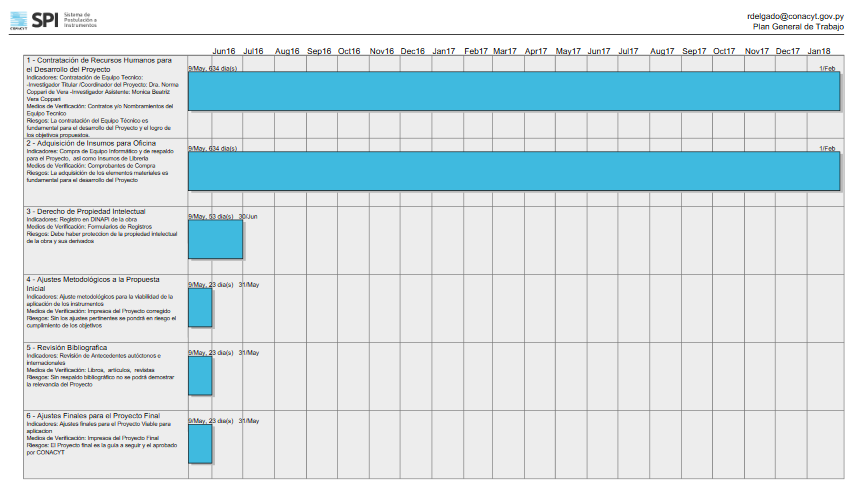 CONACYT
SPI
Sistema de
Postulación a
Instrumentos
rdelgado@conacyt.gov.py
Plan General de Trabajo
Jun16 Jul16 Aug16 Sep16 Oct16 Nov16 Dec16 Jan17 Feb17 Mar17 Apr17 May17 Jun17 Jul17 Aug17 Sep17 Oct17 Nov17 Dec17 Jan18
1 - Contratación de Recursos Humanos para
el Desarrollo del Proyecto
Indicadores: Contratación de Equipo Tecnico:
-Investigador Titular /Coordinador del Proyecto: Dra. Norma
Coppari de Vera -Investigador Asistente: Monica Beatriz
Vera Coppari
Medios de Verificación: Contratos y/o Nombramientos del
Equipo Tecnico
Riesgos: La contratación del Equipo Técnico es
fundamental para el desarrollo del Proyecto y el logro de
los objetivos propuestos.
9/May, 634 dia(s)
1/Feb
2 - Adquisición de Insumos para Oficina
Indicadores: Compra de Equipo Informático y de respaldo
para el Proyecto, así como Insumos de Libreria
Medios de Verificación: Comprobantes de Compra
Riesgos: La adquisición de los elementos materiales es
fundamental para el desarrollo del Proyecto
9/May, 634 dia(s)
1/Feb
3 - Derecho de Propiedad Intelectual
Indicadores: Registro en DINAPI de la obra
Medios de Verificación: Formularios de Registros
Riesgos: Debe haber proteccion de la propiedad intelectual
de la obra y sus derivados
9/May, 53 dia(s) 30/Jun
4 - Ajustes Metodológicos a la Propuesta
Inicial
Indicadores: Ajuste metodológicos para la viabilidad de la
aplicación de los instrumentos
Medios de Verificación: Impresos del Proyecto corregido
Riesgos: Sin los ajustes pertinentes se pondrá en riesgo el
cumplimiento de los objetivos
9/May, 23 dia(s) 31/May
5 - Revisión Bibliografica
Indicadores: Revisión de Antecedentes autóctonos e
internacionales
Medios de Verificación: Libros, artículos, revistas
Riesgos: Sin respaldo bibliográfico no se podrá demostrar
la relevancia del Proyecto
9/May, 23 dia(s) 31/May
6 - Ajustes Finales para el Proyecto Final
Indicadores: Ajustes finales para el Proyecto Viable para
aplicacion
Medios de Verificación: Impresos del Proyecto Final
Riesgos: El Proyecto final es la guía a seguir y el aprobado
por CONACYT
9/May, 23 dia(s) 31/May